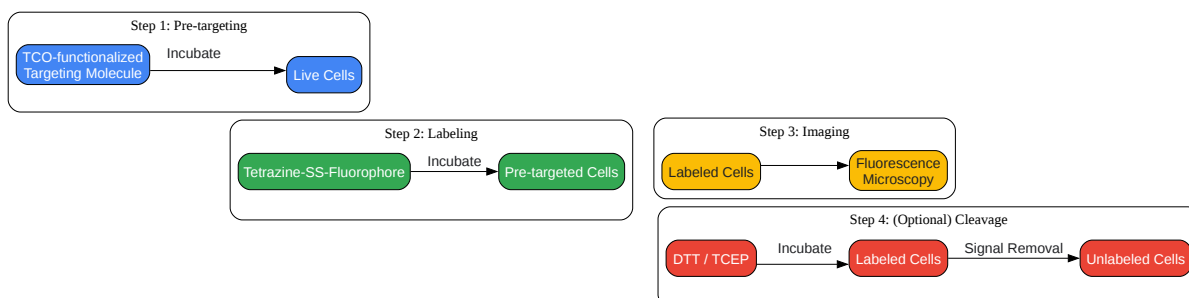 Step 1: Pre-targeting
TCO-functionalized
Targeting Molecule
Incubate
Live Cells
Step 2: Labeling
Tetrazine-SS-Fluorophore
Incubate
Pre-targeted Cells
Step 3: Imaging
Labeled Cells
Fluorescence
Microscopy
Step 4: (Optional) Cleavage
DTT / TCEP
Incubate
Labeled Cells
Signal Removal
Unlabeled Cells